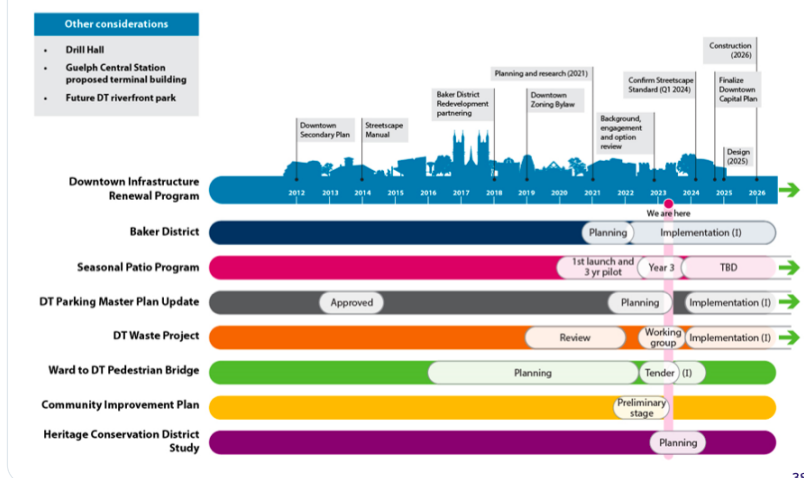 Other considerations
• Drill Hall
• Guelph Central Station
proposed terminal building
• Future DT riverfront park
Construction
(2026)
Planning and research (2021)
Confirm Streetscape
Standard (Q1 2024)
Finalize
Downtown
Capital Plan
Baker District
Redevelopment
partnering
Downtown
Zoning Bylaw
Background,
engagement
and option
review
Downtown
Secondary Plan
Streetscape
Manual
Design
(2025)
Downtown Infrastructure
Renewal Program
2012 2013 2014 2015 2016 2017 2018 2019 2020 2021 2022 2023 2024 2025 2026
We are here
Baker District
Planning
Implementation (I)
Seasonal Patio Program
1st launch and
3 yr pilot
Year 3
TBD
DT Parking Master Plan Update
Approved
Planning
Implementation (I)
DT Waste Project
Review
Working
group
Implementation (I)
Ward to DT Pedestrian Bridge
Planning
Tender
(I)
Community Improvement Plan
Preliminary
stage
Heritage Conservation District
Study
Planning